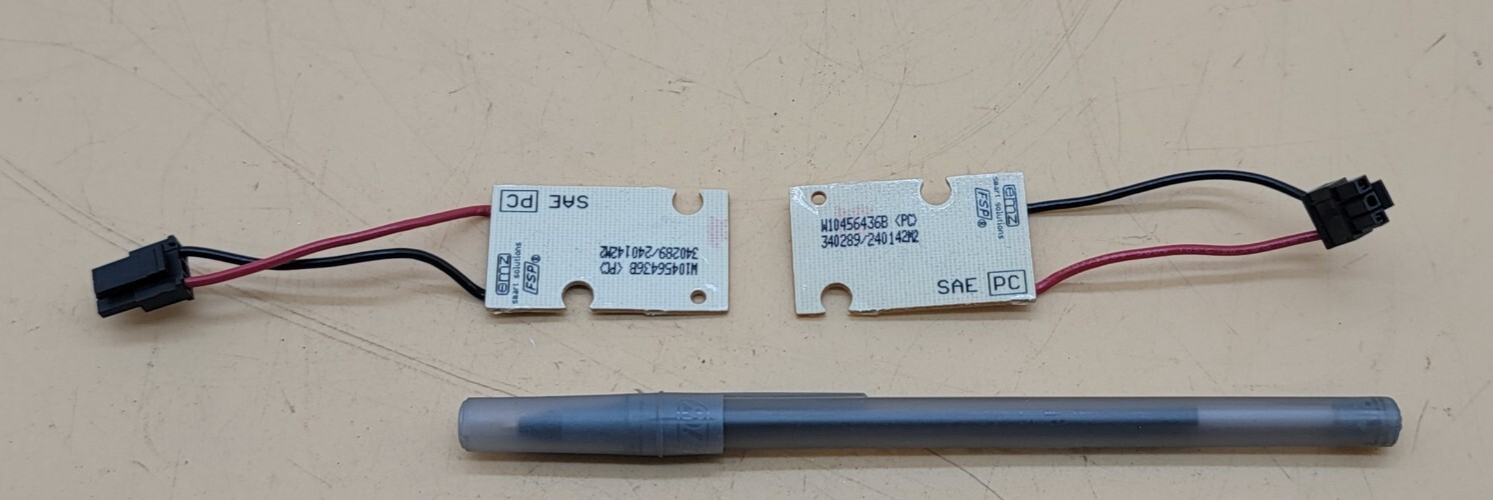 PC SAE
emz
smart solutions
FSP®
W10456436B (PC)
340289/240142M2
W10456436B (PC)
340289/240142M2
emz
smart solutions
FSP®
SAE PC